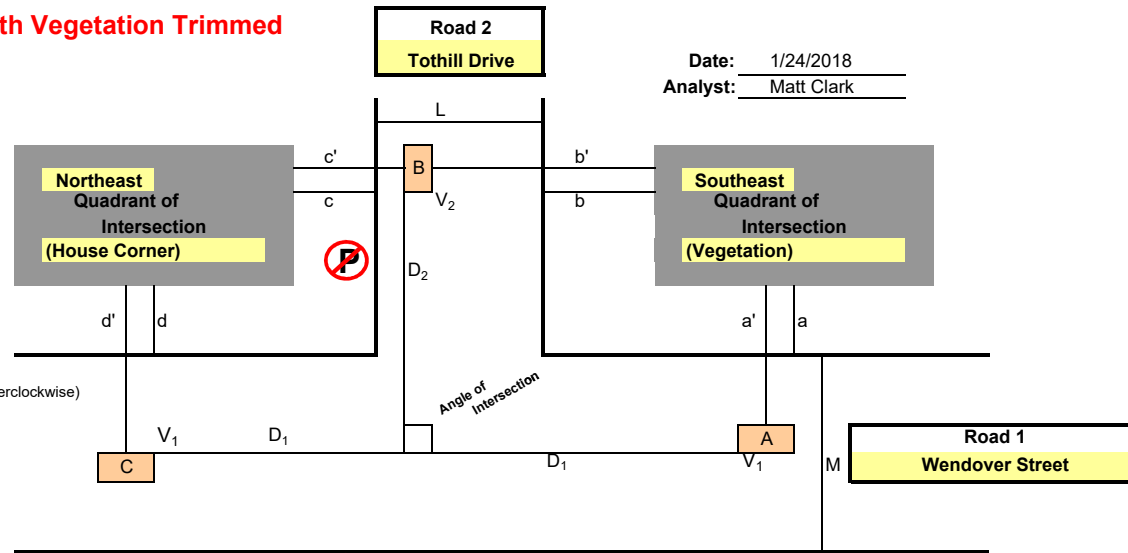 th Vegetation Trimmed
Road 2
Tothill Drive
Date: 1/24/2018
Analyst: Matt Clark
L
c'
B
b'
Northeast
Quadrant of
Intersection
(House Corner)
c
V2
b
Southeast
Quadrant of
Intersection
(Vegetation)
P
D2
d'
d
a'
a
erclockwise)
Angle of
Intersection
V1
D1
C
D1
A
V1
M
Road 1
Wendover Street